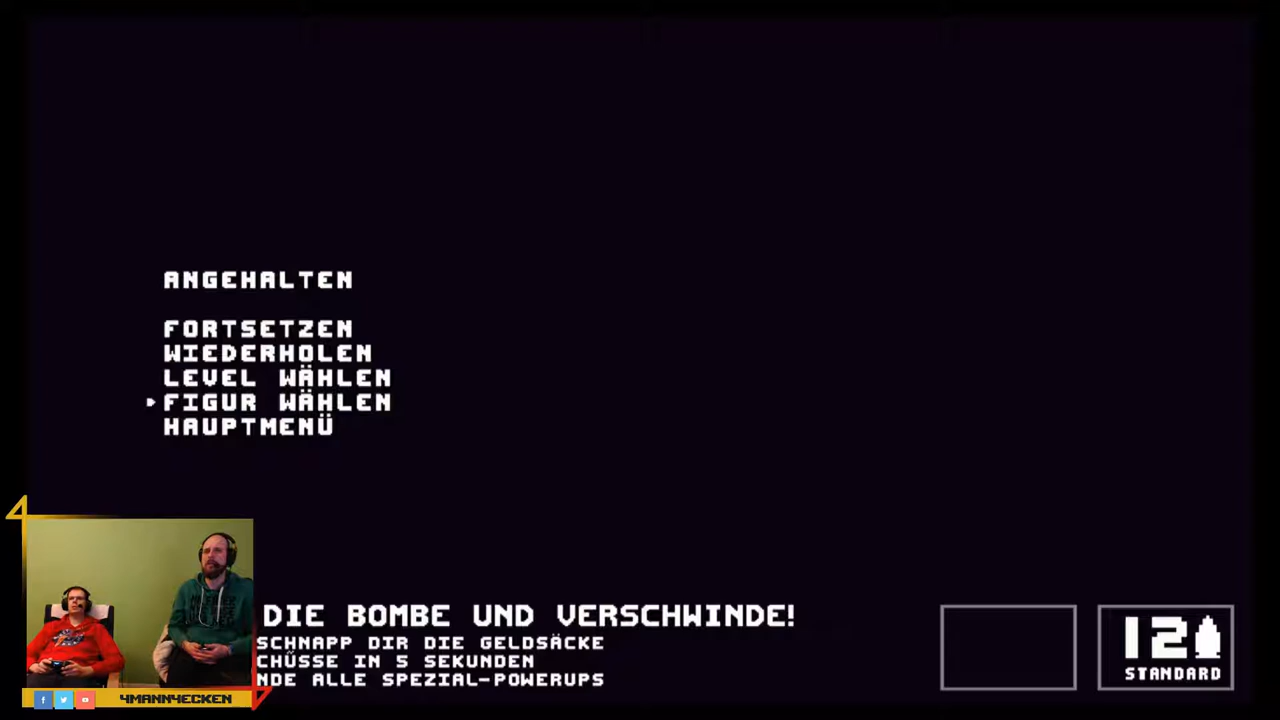 ANGEHALTEN
FORTSETZEN
WIEDERHOLEN
LEVEL WÄHLEN
FIGUR WÄHLEN
HAUPTMENÜ
DIE BOMBE UND VERSCHWINDE!
SCHNAPP DIR DIE GELDSÄCKE
CHÜSSE IN 5 SEKUNDEN
NDE ALLE SPEZIAL-POWERUPS
12
STANDARD
4
4MANN4ECKEN